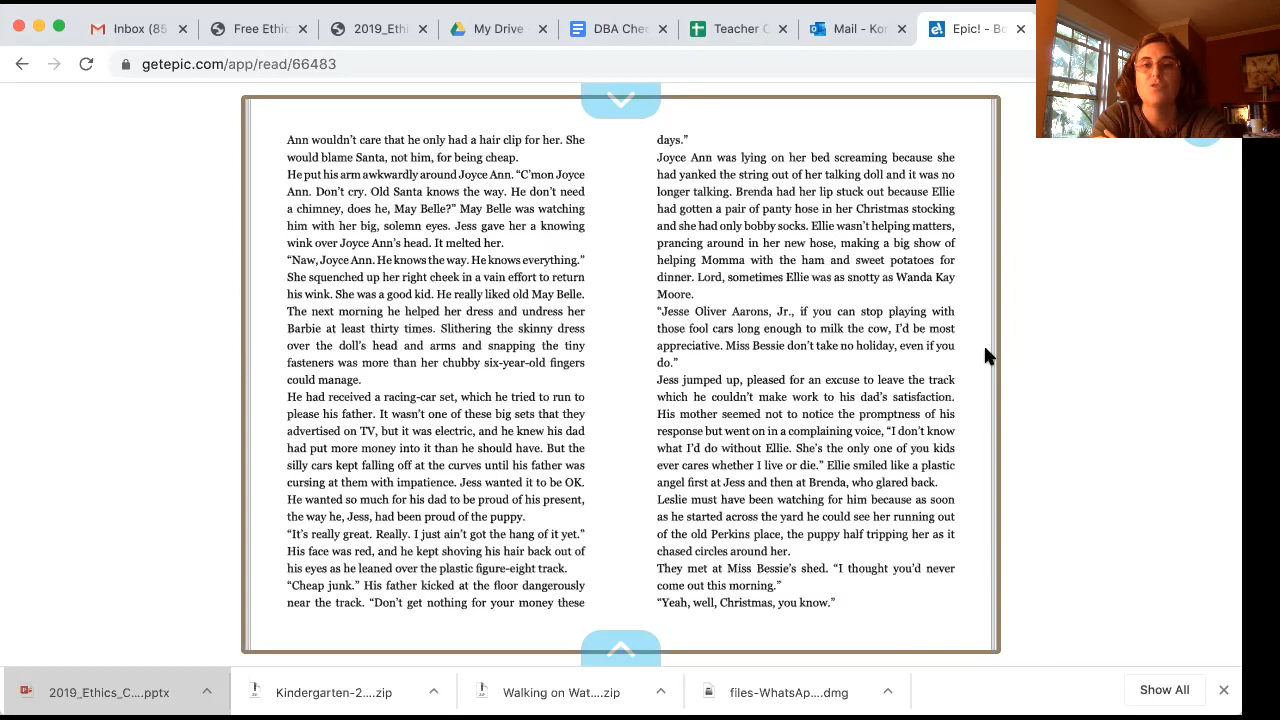 Inbox (85
Free Ethic
2019_Ethi
My Drive
DBA Chec
Teacher C
Mail - Kor
Epic! - Bo
getepic.com/app/read/66483
Ann wouldn't care that he only had a hair clip for her. She
would blame Santa, not him, for being cheap.
He put his arm awkwardly around Joyce Ann. “C'mon Joyce
Ann. Don't cry. Old Santa knows the way. He don't need
a chimney, does he, May Belle?” May Belle was watching
him with her big, solemn eyes. Jess gave her a knowing
wink over Joyce Ann's head. It melted her.
“Naw, Joyce Ann. He knows the way. He knows everything.”
She squenched up her right cheek in a vain effort to return
his wink. She was a good kid. He really liked old May Belle.
The next morning he helped her dress and undress her
Barbie at least thirty times. Slithering the skinny dress
over the doll's head and arms and snapping the tiny
fasteners was more than her chubby six-year-old fingers
could manage.
He had received a racing-car set, which he tried to run to
please his father. It wasn't one of these big sets that they
advertised on TV, but it was electric, and he knew his dad
had put more money into it than he should have. But the
silly cars kept falling off at the curves until his father was
cursing at them with impatience. Jess wanted it to be OK.
He wanted so much for his dad to be proud of his present,
the way he, Jess, had been proud of the puppy.
“It's really great. Really. I just ain't got the hang of it yet.”
His face was red, and he kept shoving his hair back out of
his eyes as he leaned over the plastic figure-eight track.
“Cheap junk.” His father kicked at the floor dangerously
near the track. “Don't get nothing for your money these
days.”
Joyce Ann was lying on her bed screaming because she
had yanked the string out of her talking doll and it was no
longer talking. Brenda had her lip stuck out because Ellie
had gotten a pair of panty hose in her Christmas stocking
and she had only bobby socks. Ellie wasn't helping matters,
prancing around in her new hose, making a big show of
helping Momma with the ham and sweet potatoes for
dinner. Lord, sometimes Ellie was as snotty as Wanda Kay
Moore.
“Jesse Oliver Aarons, Jr., if you can stop playing with
those fool cars long enough to milk the cow, I'd be most
appreciative. Miss Bessie don't take no holiday, even if you
do.”
Jess jumped up, pleased for an excuse to leave the track
which he couldn't make work to his dad's satisfaction.
His mother seemed not to notice the promptness of his
response but went on in a complaining voice, “I don't know
what I'd do without Ellie. She's the only one of you kids
ever cares whether I live or die.” Ellie smiled like a plastic
angel first at Jess and then at Brenda, who glared back.
Leslie must have been watching for him because as soon
as he started across the yard he could see her running out
of the old Perkins place, the puppy half tripping her as it
chased circles around her.
They met at Miss Bessie's shed. “I thought you'd never
come out this morning.”
“Yeah, well, Christmas, you know.”
2019_Ethics_C....pptx
Kindergarten-2....zip
Walking on Wat....zip
files-WhatsAp....dmg
Show All